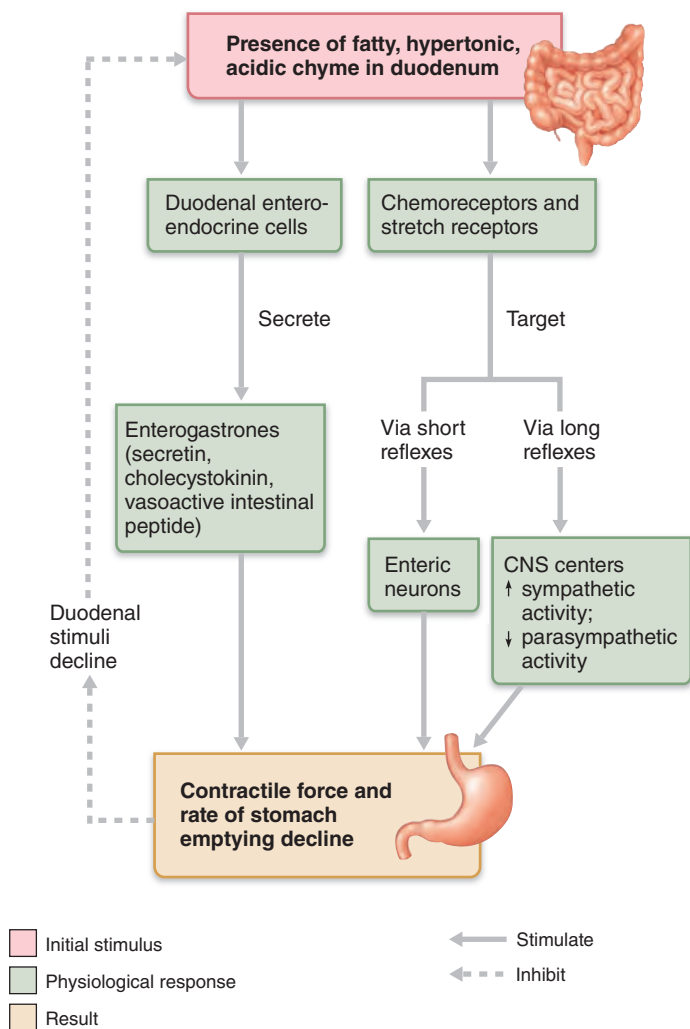 Presence of fatty, hypertonic,
acidic chyme in duodenum
Duodenal entero-
endocrine cells
Chemoreceptors and
stretch receptors
Secrete
Target
Via short
reflexes
Via long
reflexes
Enterogastrones
(secretin,
cholecystokinin,
vasoactive intestinal
peptide)
Enteric
neurons
CNS centers
↑ sympathetic
activity;
↓ parasympathetic
activity
Duodenal
stimuli
decline
Contractile force and
rate of stomach
emptying decline
Initial stimulus
Physiological response
Result
Stimulate
Inhibit